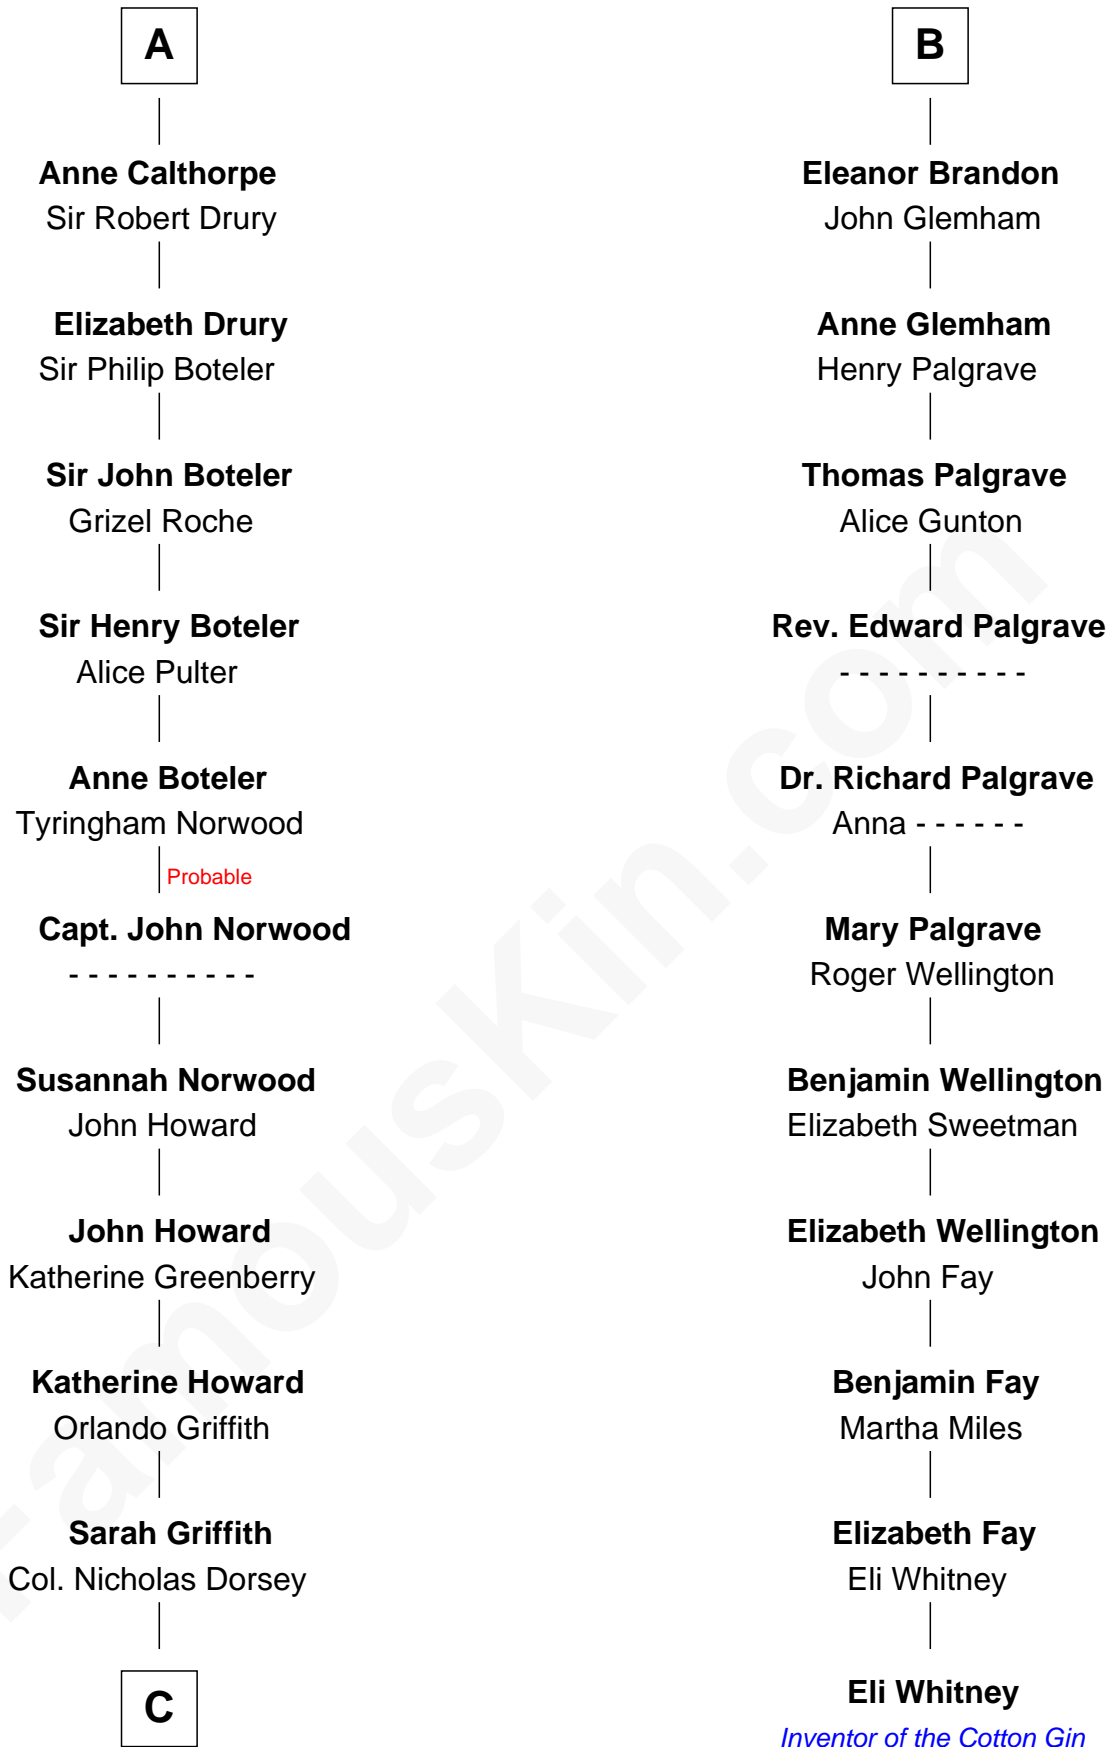 A
Anne Calthorpe
Sir Robert Drury
Elizabeth Drury
Sir Philip Boteler
Sir John Boteler
Grizel Roche
Sir Henry Boteler
Alice Pulter
Anne Boteler
Tyringham Norwood
Probable
Capt. John Norwood
- - - - - - - - - -
Susannah Norwood
John Howard
John Howard
Katherine Greenberry
Katherine Howard
Orlando Griffith
Sarah Griffith
Col. Nicholas Dorsey
C
B
Eleanor Brandon
John Glemham
Anne Glemham
Henry Palgrave
Thomas Palgrave
Alice Gunton
Rev. Edward Palgrave
- - - - - - - - - -
Dr. Richard Palgrave
Anna - - - - - -
Mary Palgrave
Roger Wellington
Benjamin Wellington
Elizabeth Sweetman
Elizabeth Wellington
John Fay
Benjamin Fay
Martha Miles
Elizabeth Fay
Eli Whitney
Eli Whitney
Inventor of the Cotton Gin
FamousKin.com